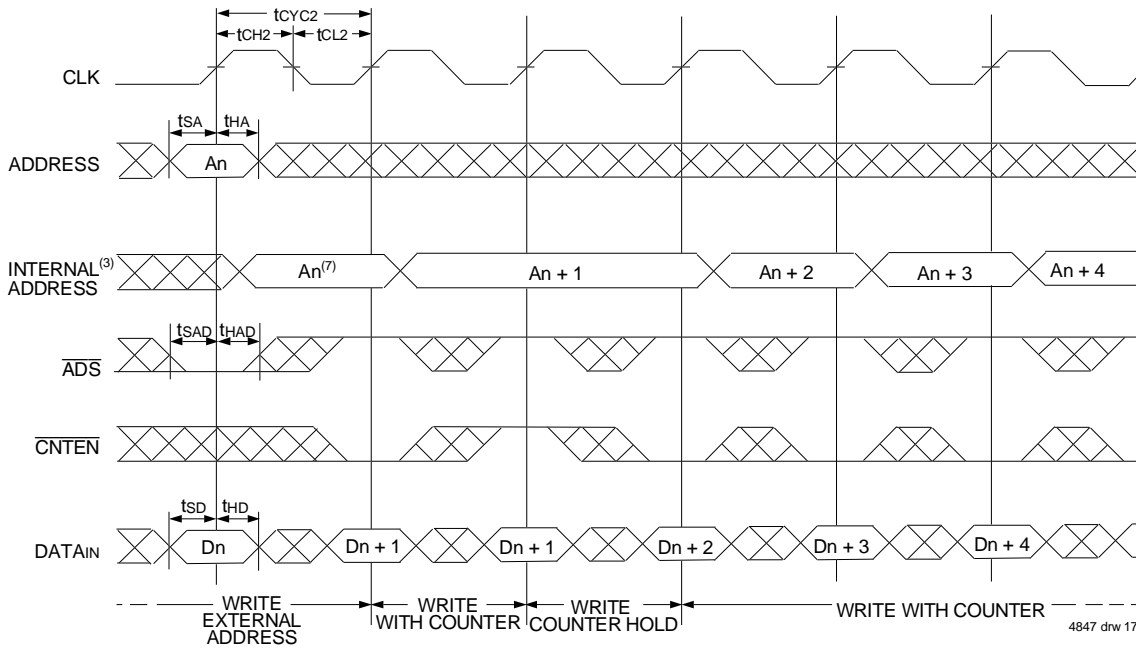 tCYC2
tCH2 tCL2
CLK
tSA tHA
ADDRESS An
INTERNAL(3)
ADDRESS
An(7) An + 1 An + 2 An + 3 An + 4
tSAD tHAD
ADS
CNTEN
tSD tHD
DATAIN Dn Dn + 1 Dn + 1 Dn + 2 Dn + 3 Dn + 4
WRITE
EXTERNAL
ADDRESS
WRITE
WITH COUNTER
WRITE
COUNTER HOLD
WRITE WITH COUNTER
4847 drw 17